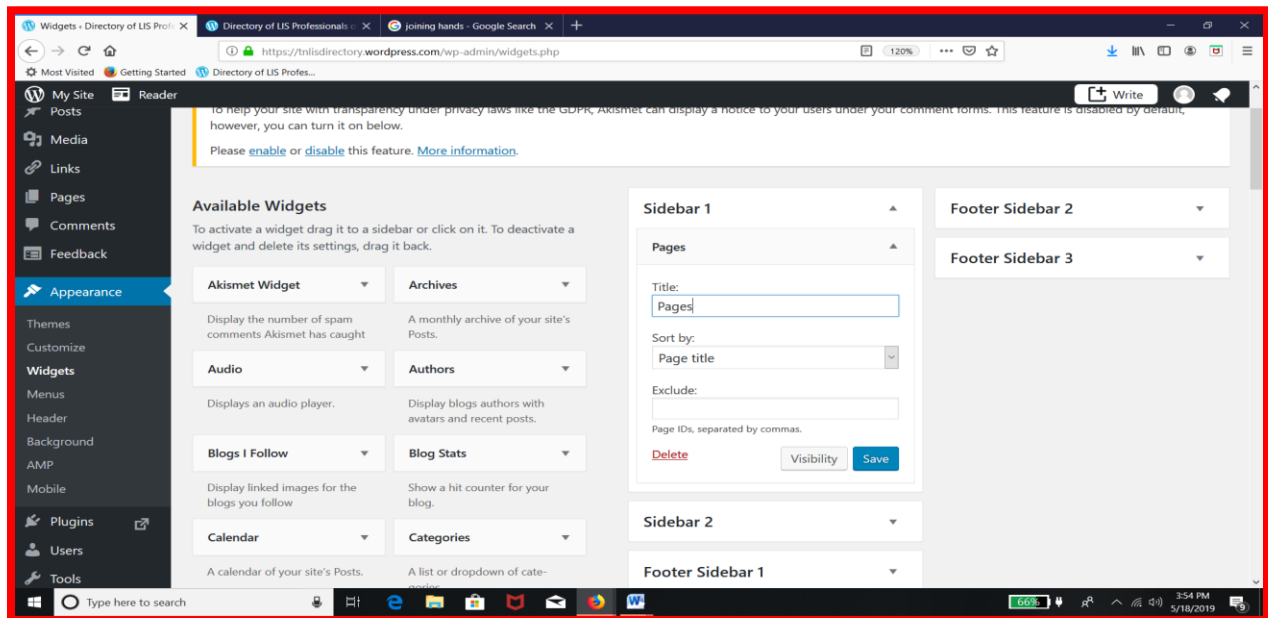 Widgets ‹ Directory of LIS Profe
Directory of LIS Professionals o
joining hands - Google Search
https://tnlisdirectory.wordpress.com/wp-admin/widgets.php
120%
Most Visited
Getting Started
Directory of LIS Profes...
My Site
Reader
Write
Posts
Media
Links
Pages
Comments
Feedback
Appearance
Themes
Customize
Widgets
Menus
Header
Background
AMP
Mobile
Plugins
Users
Tools
To help your site with transparency under privacy laws like the GDPR, Akismet can display a notice to your users under your comment forms. This feature is disabled by default,
however, you can turn it on below.
Please enable or disable this feature. More information.
Available Widgets
To activate a widget drag it to a sidebar or click on it. To deactivate a
widget and delete its settings, drag it back.
Akismet Widget
Display the number of spam
comments Akismet has caught
Archives
A monthly archive of your site's
Posts.
Audio
Displays an audio player.
Authors
Display blogs authors with
avatars and recent posts.
Blogs I Follow
Display linked images for the
blogs you follow
Blog Stats
Show a hit counter for your
blog.
Calendar
A calendar of your site's Posts.
Categories
A list or dropdown of cate-
gories.
Sidebar 1
Pages
Title:
Pages
Sort by:
Page title
Exclude:
Page IDs, separated by commas.
Delete
Visibility
Save
Sidebar 2
Footer Sidebar 1
Footer Sidebar 2
Footer Sidebar 3
Type here to search
66%
3:54 PM
5/18/2019